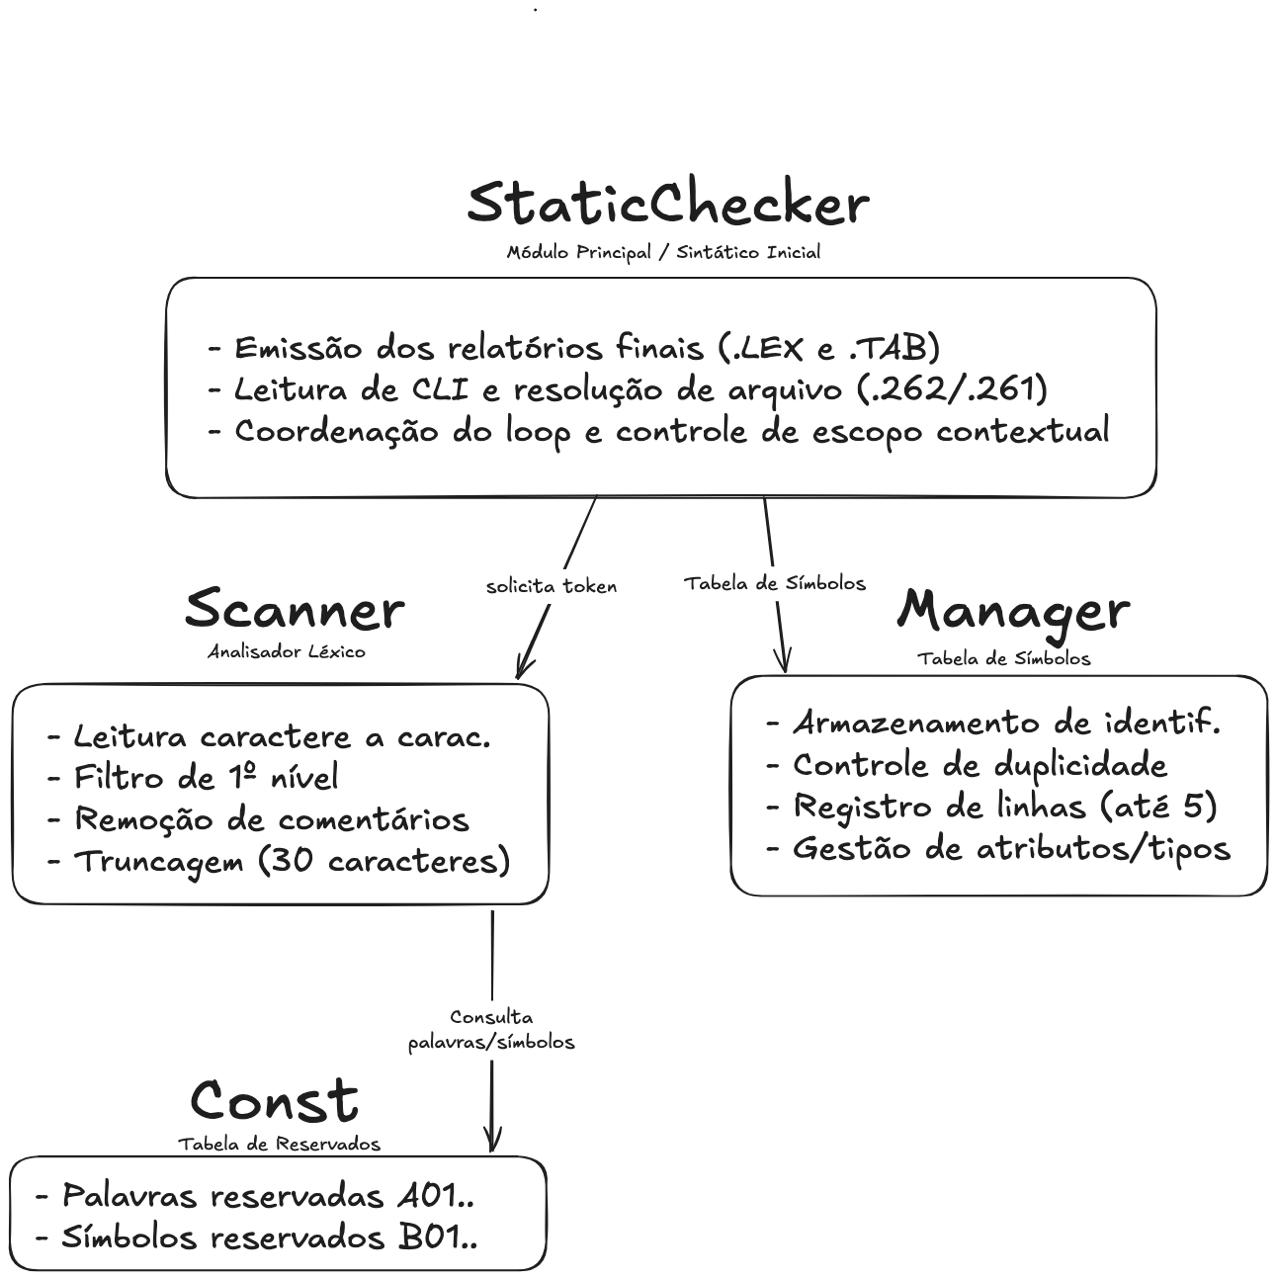 StaticChecker
Módulo Principal / Sintático Inicial
- Emissão dos relatórios finais (.LEX e .TAB)
- Leitura de CLI e resolução de arquivo (.262/.261)
- Coordenação do loop e controle de escopo contextual
solicita token
Tabela de Símbolos
Scanner
Analisador Léxico
- Leitura caractere a carac.
- Filtro de 1º nível
- Remoção de comentários
- Truncagem (30 caracteres)
Manager
Tabela de Símbolos
- Armazenamento de identif.
- Controle de duplicidade
- Registro de linhas (até 5)
- Gestão de atributos/tipos
Consulta
palavras/símbolos
Const
Tabela de Reservados
- Palavras reservadas A01..
- Símbolos reservados B01..